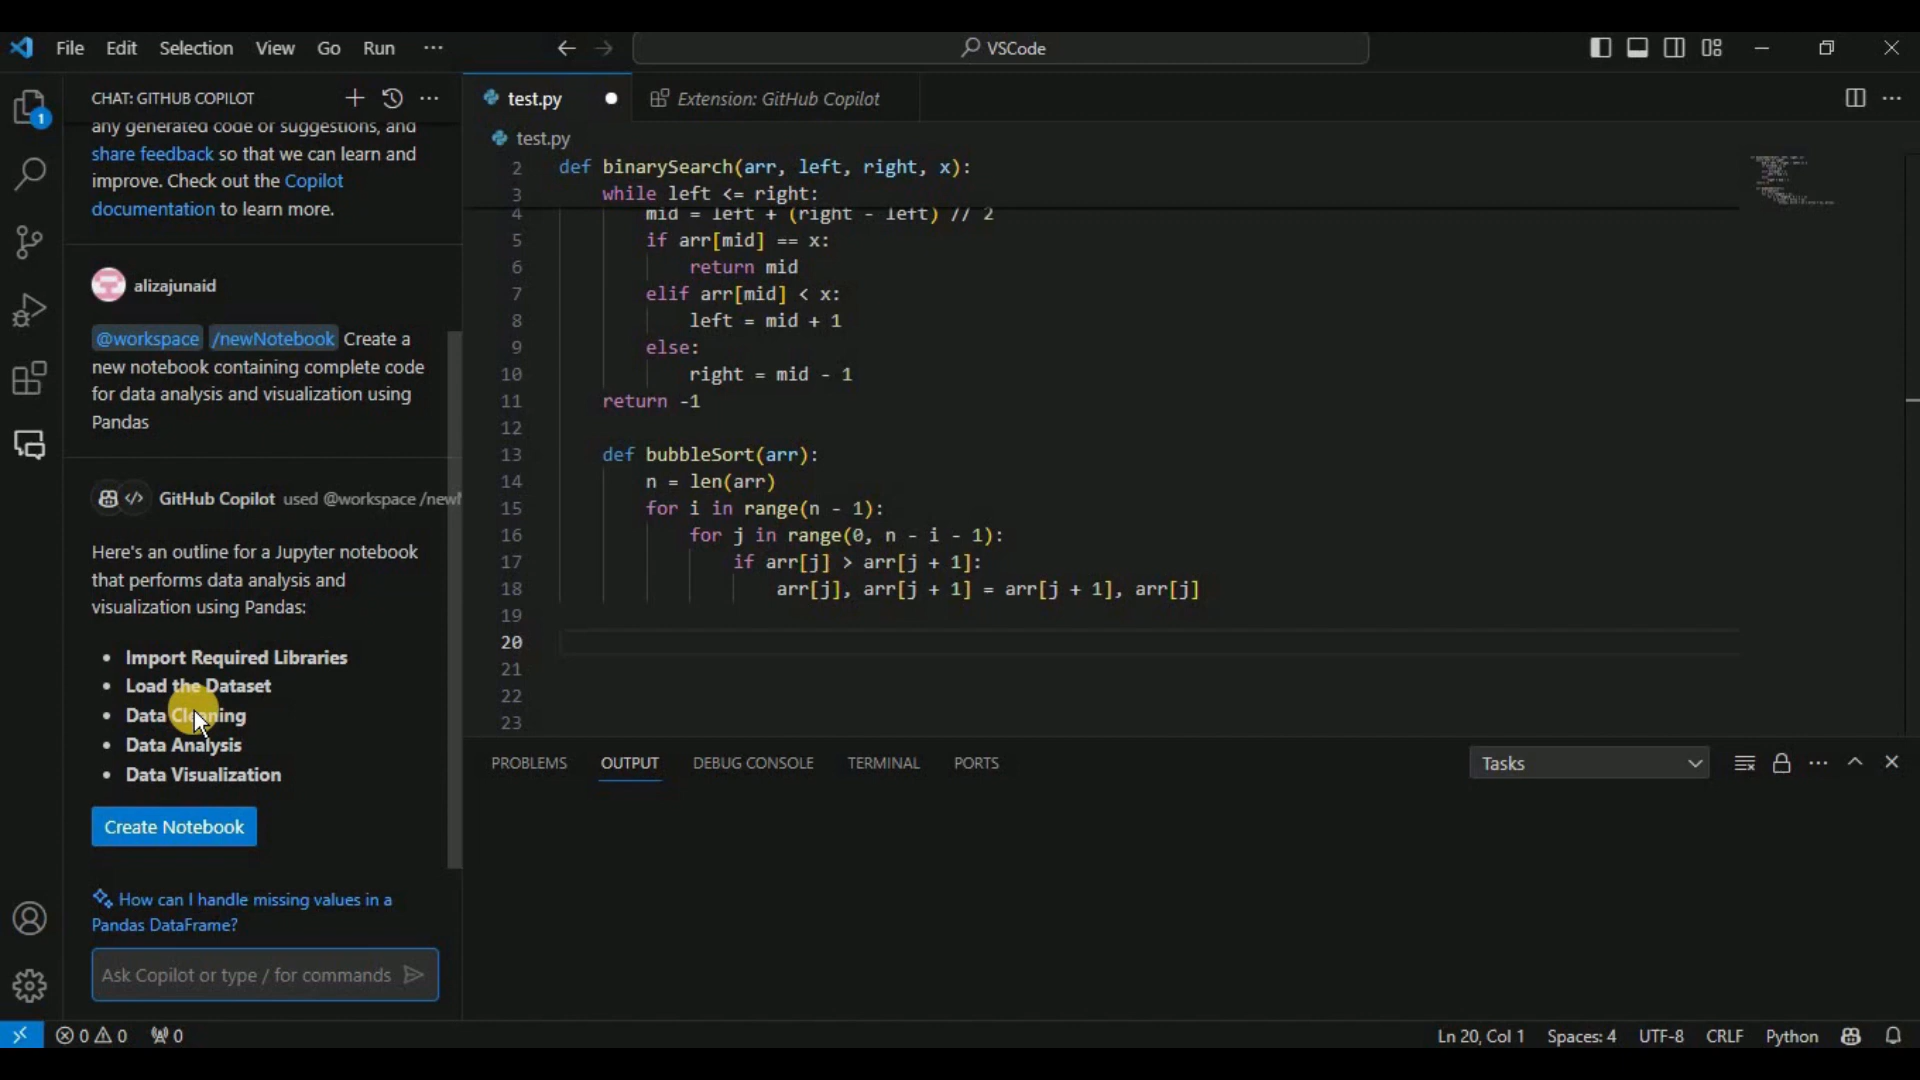 File Edit Selection View Go Run ···
VSCode
CHAT: GITHUB COPILOT
test.py
Extension: GitHub Copilot
1
any generated code or suggestions, and
share feedback so that we can learn and
improve. Check out the Copilot
documentation to learn more.
alizajunaid
@workspace /newNotebook Create a
new notebook containing complete code
for data analysis and visualization using
Pandas
GitHub Copilot used @workspace /newN
Here's an outline for a Jupyter notebook
that performs data analysis and
visualization using Pandas:
• Import Required Libraries
• Load the Dataset
• Data Cleaning
• Data Analysis
• Data Visualization
Create Notebook
How can I handle missing values in a
Pandas DataFrame?
Ask Copilot or type / for commands
test.py
2 def binarySearch(arr, left, right, x):
3 while left <= right:
4 mid = left + (right - left) // 2
5 if arr[mid] == x:
6 return mid
7 elif arr[mid] < x:
8 left = mid + 1
9 else:
10 right = mid - 1
11 return -1
12
13 def bubbleSort(arr):
14 n = len(arr)
15 for i in range(n - 1):
16 for j in range(0, n - i - 1):
17 if arr[j] > arr[j + 1]:
18 arr[j], arr[j + 1] = arr[j + 1], arr[j]
19
20
21
22
23
PROBLEMS OUTPUT DEBUG CONSOLE TERMINAL PORTS
Tasks
0 0 0
Ln 20, Col 1 Spaces: 4 UTF-8 CRLF Python